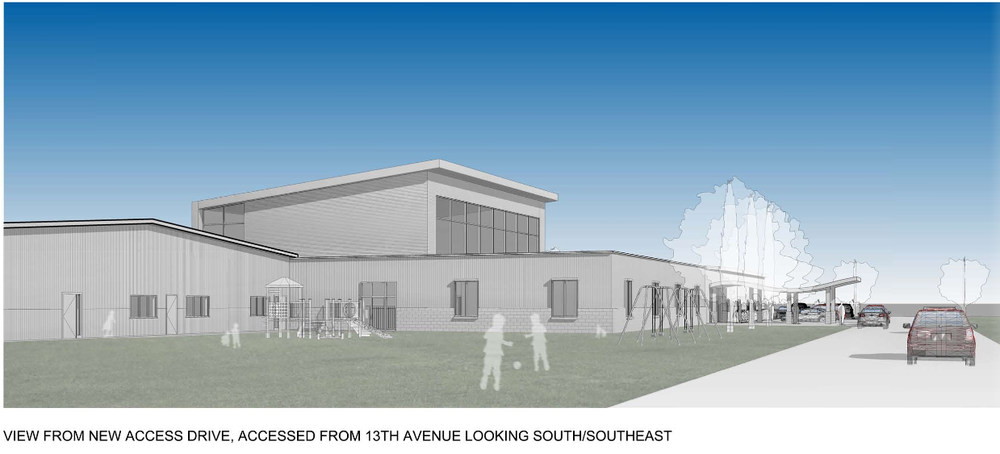 VIEW FROM NEW ACCESS DRIVE, ACCESSED FROM 13TH AVENUE LOOKING SOUTH/SOUTHEAST